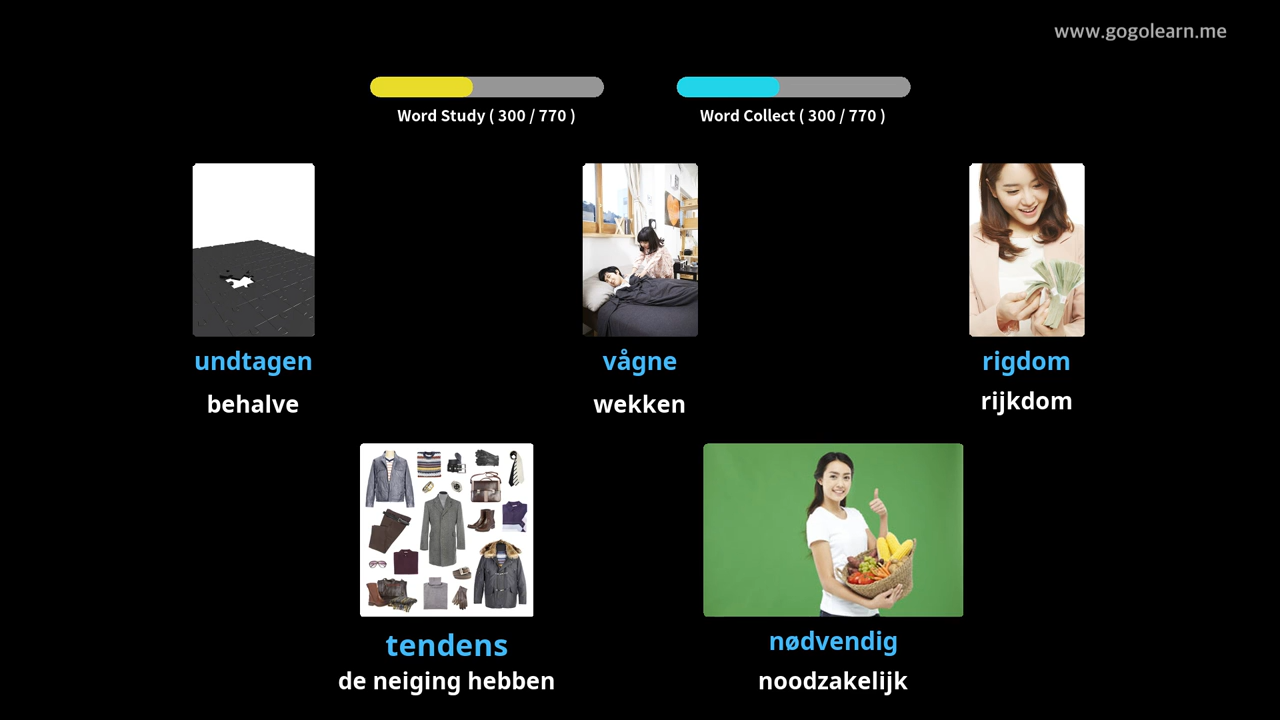 www.gogolearn.me
Word Study ( 300 / 770 )
Word Collect ( 300 / 770 )
undtagen
behalve
vågne
wekken
rigdom
rijkdom
tendens
de neiging hebben
nødvendig
noodzakelijk